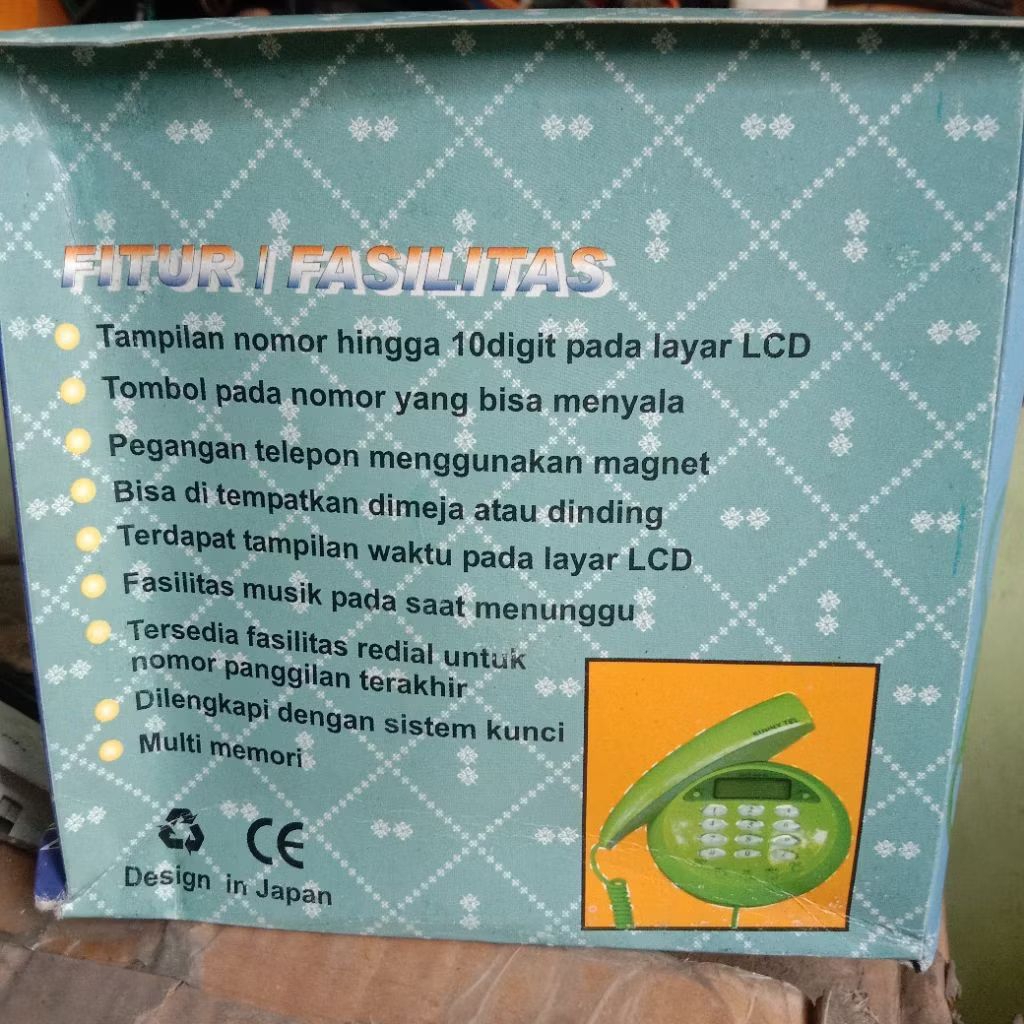 FITUR / FASILITAS
Tampilan nomor hingga 10digit pada layar LCD
Tombol pada nomor yang bisa menyala
Pegangan telepon menggunakan magnet
Bisa di tempatkan dimeja atau dinding
Terdapat tampilan waktu pada layar LCD
Fasilitas musik pada saat menunggu
Tersedia fasilitas redial untuk
nomor panggilan terakhir
Dilengkapi dengan sistem kunci
Multi memori
CE
Design in Japan